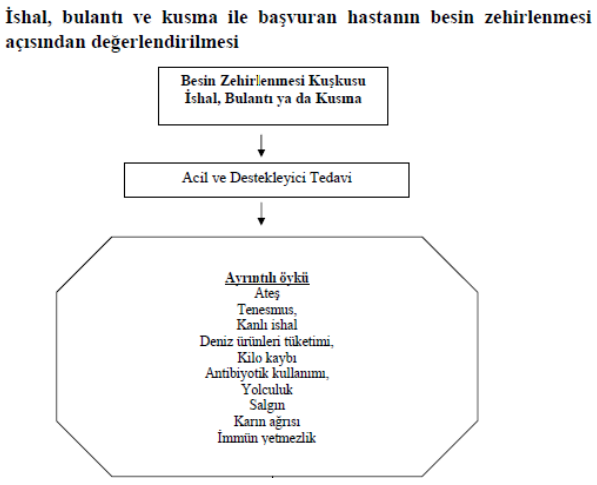 İshal, bulantı ve kusma ile başvuran hastanın besin zehirlenmesi
açısından değerlendirilmesi
Besin Zehirlenmesi Kuşkusu
İshal, Bulantı ya da Kusma
Acil ve Destekleyici Tedavi
Ayrıntılı öykü
Ateş
Tenesmus,
Kanlı ishal
Deniz ürünleri tüketimi,
Kilo kaybı
Antibiyotik kullanımı,
Yolculuk
Salgın
Karın ağrısı
İmmün yetmezlik